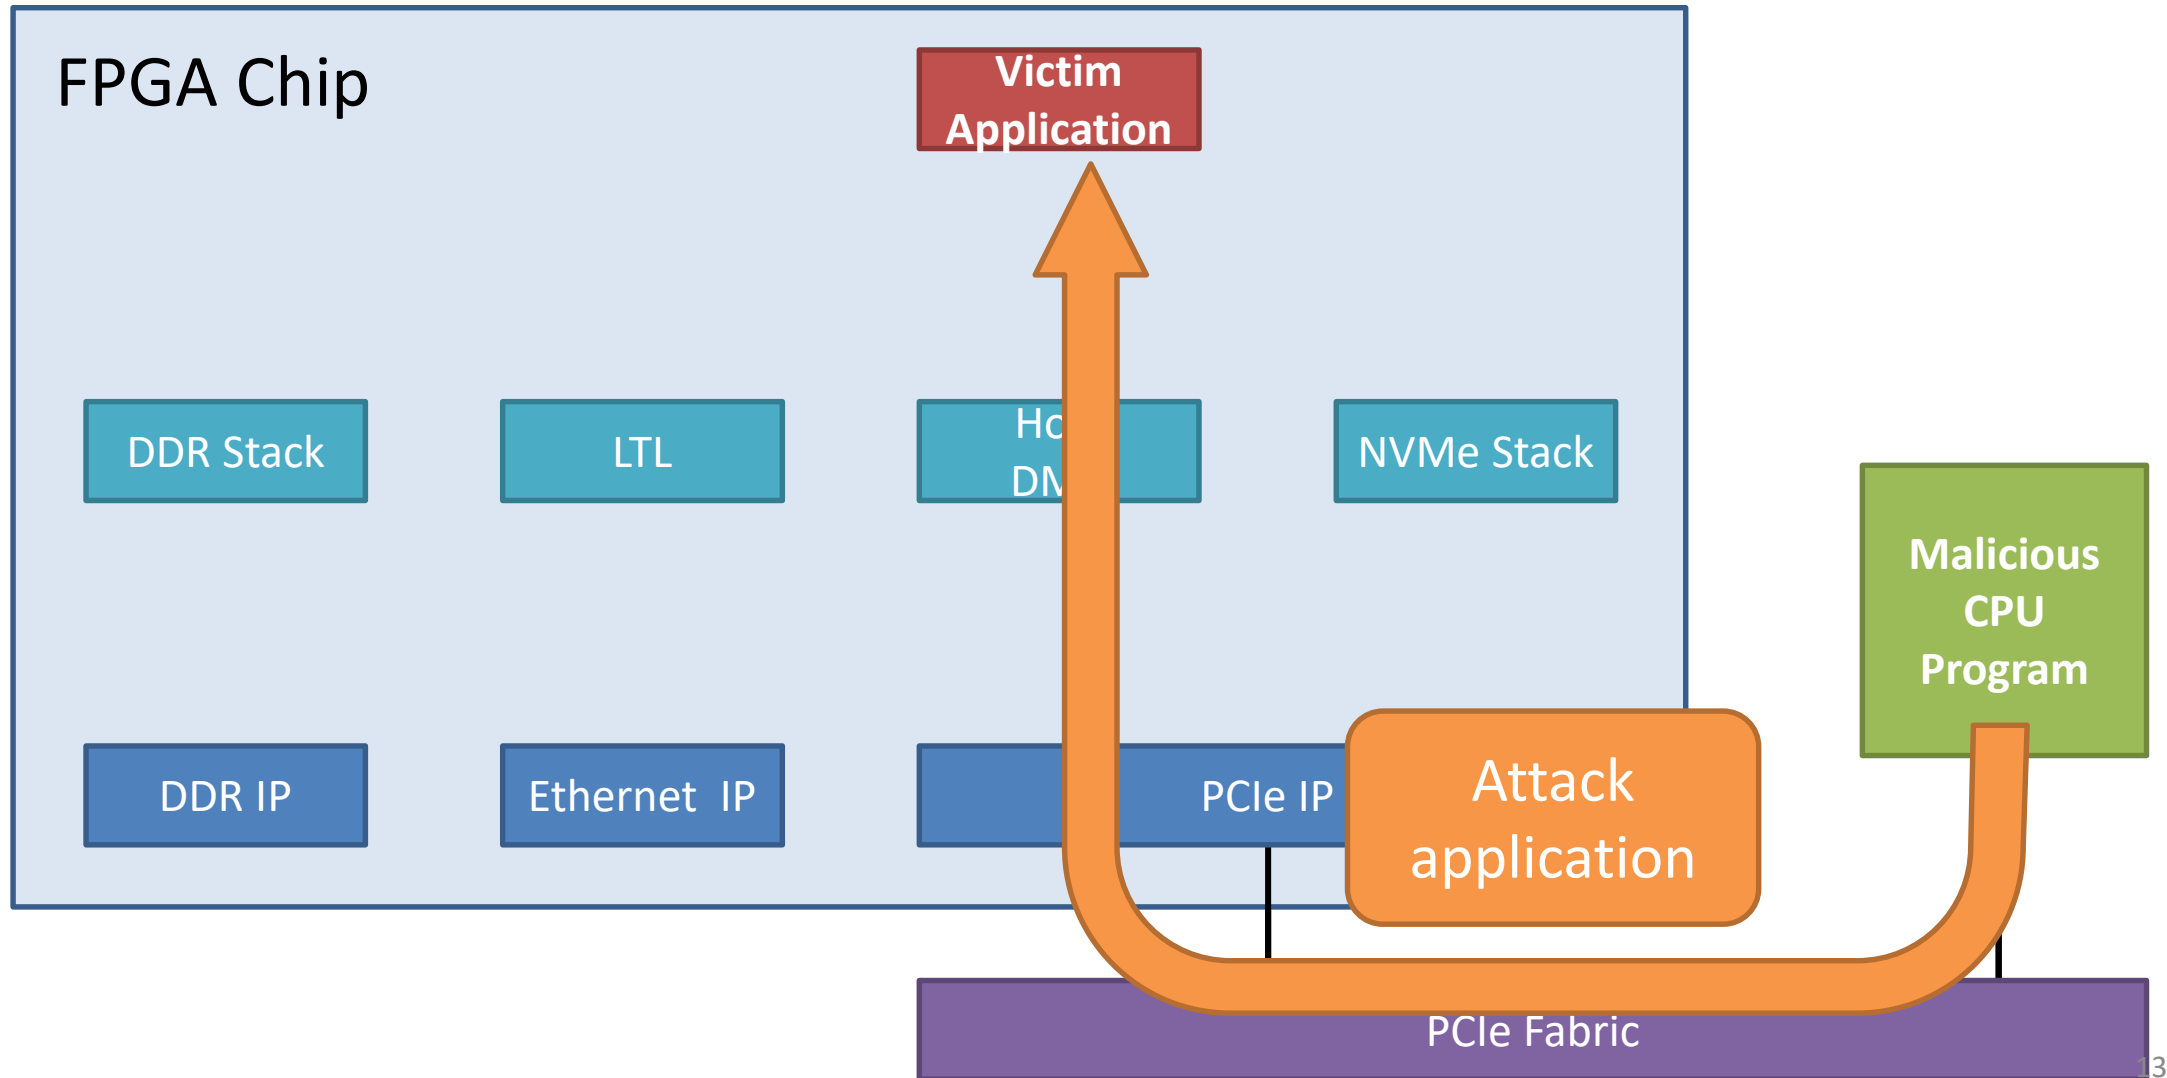 FPGA Chip
Victim
Application
DDR Stack
LTL
NVMe Stack
Malicious
CPU
Program
DDR IP
Ethernet IP
PCIe IP
Attack
application
PCIe Fabric
13